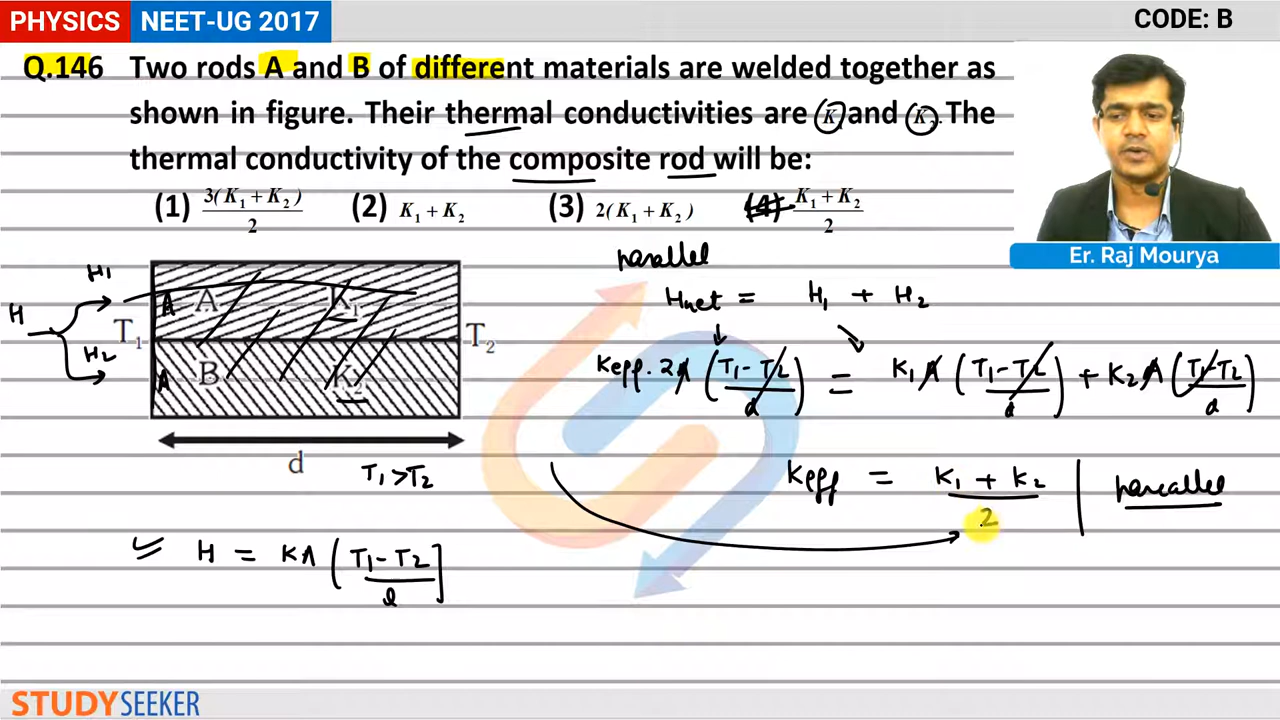 PHYSICS NEET-UG 2017
CODE: B
Q.146 Two rods A and B of different materials are welded together as
shown in figure. Their thermal conductivities are K₁ and K₂. The
thermal conductivity of the composite rod will be:
(1) 3(K₁ + K₂)/2 (2) K₁ + K₂ (3) 2(K₁ + K₂) (4) K₁ + K₂/2
Er. Raj Mourya
parallel
H₁
A A K₁
H
T₁ T₂
H₂
A B K₂
d
T₁ > T₂
Hnet = H₁ + H₂
Keff . 2A (T₁ - T₂/d) = K₁A (T₁ - T₂/d) + K₂A (T₁ - T₂/d)
Keff = K₁ + K₂/2 | parallel
H = KA (T₁ - T₂/l]
STUDY SEEKER